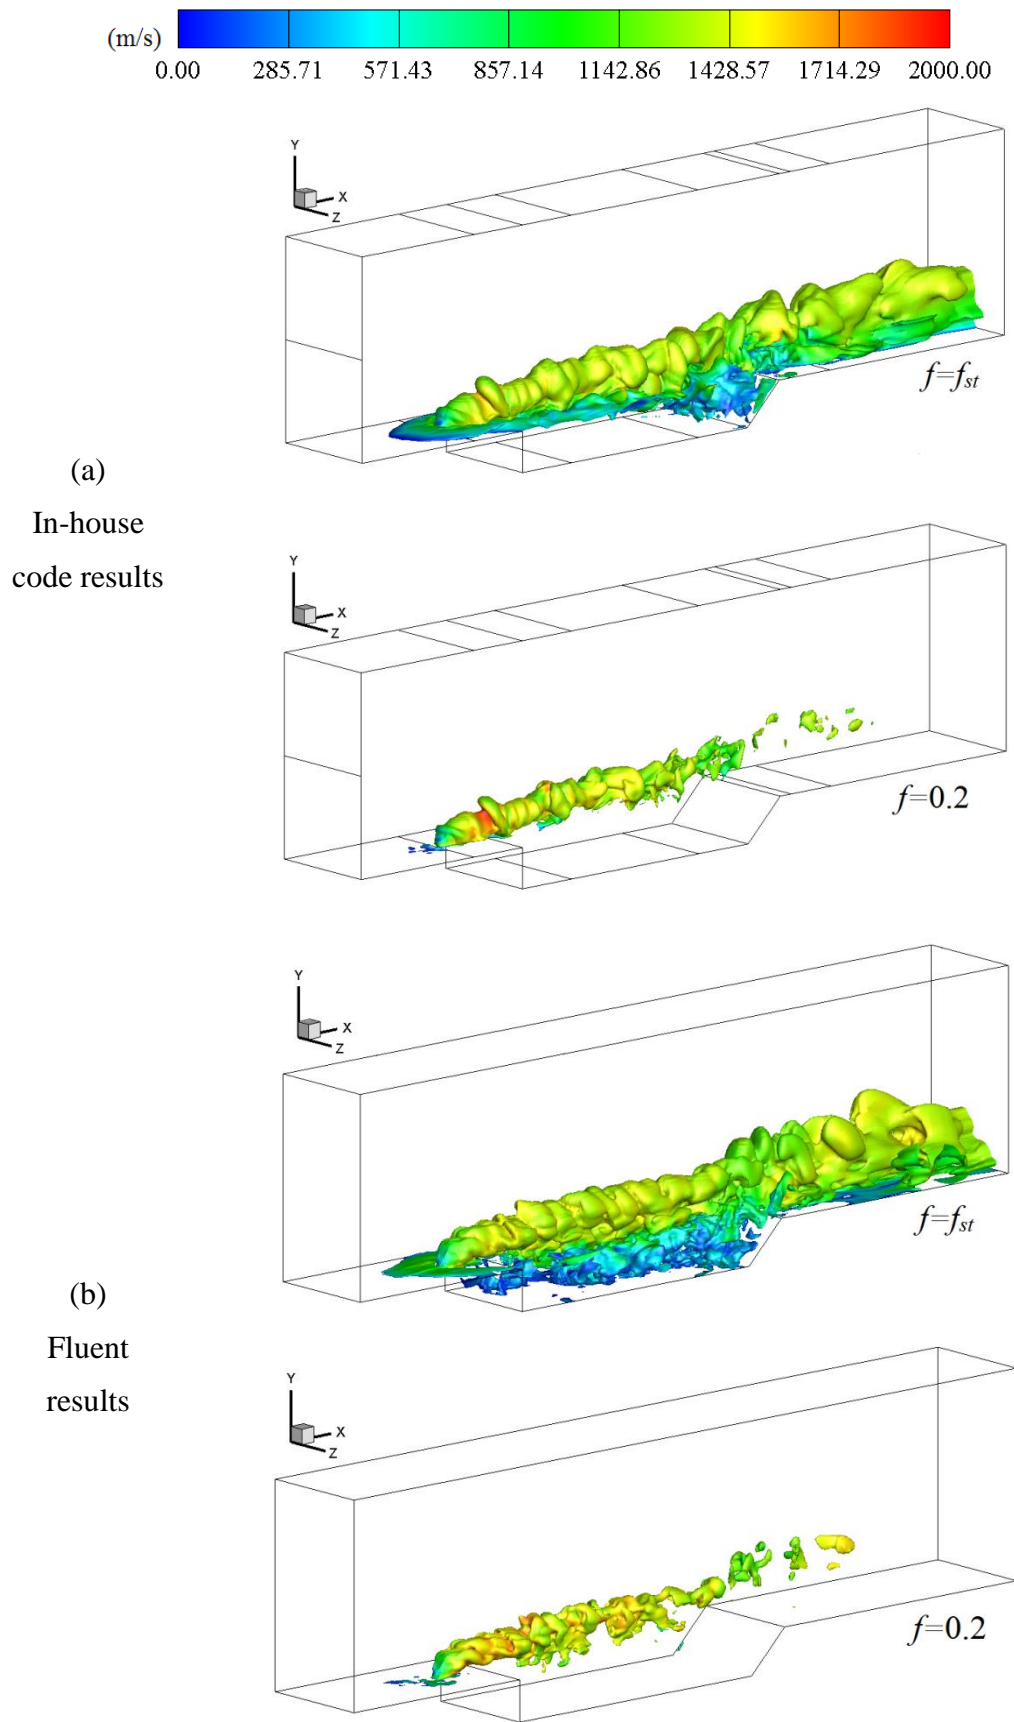 (m/s)
0.00 285.71 571.43 857.14 1142.86 1428.57 1714.29 2000.00
Y
X
Z
f=fst
(a)
In-house
code results
Y
X
Z
f=0.2
Y
X
Z
f=fst
(b)
Fluent
results
Y
X
Z
f=0.2